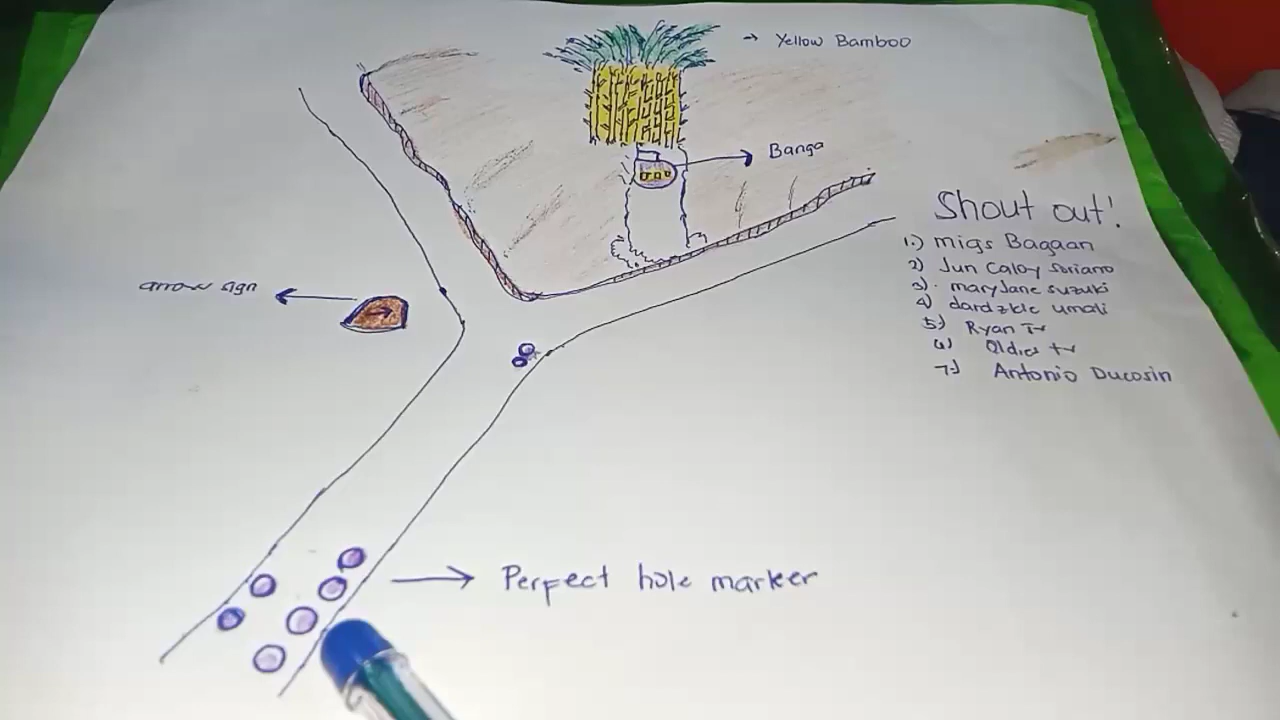 → Yellow Bamboo
Banga
Shout out!
1.) migs Bagaan
2) Jun Caloy Soriano
3). maryJane suzuki
4) dardzkle umali
5) Ryan Tv
6) Oldies tv
7.) Antonio Ducosin
arrow sign
Perfect hole marker